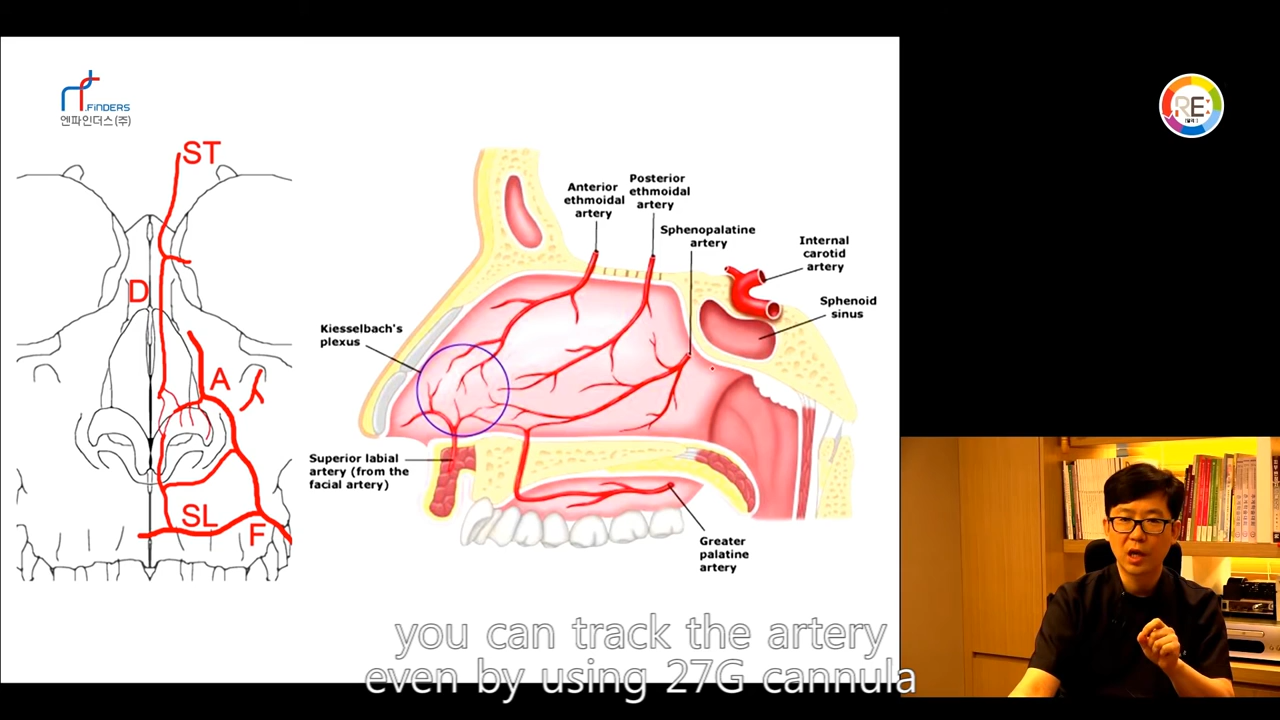 .FiNDERS
엔파인더스(주)
ST
D
A
SL
F
Anterior
ethmoidal
artery
Posterior
ethmoidal
artery
Sphenopalatine
artery
Internal
carotid
artery
Sphenoid
sinus
Kiesselbach's
plexus
Superior labial
artery (from the
facial artery)
Greater
palatine
artery
RE
you can track the artery
even by using 27G cannula